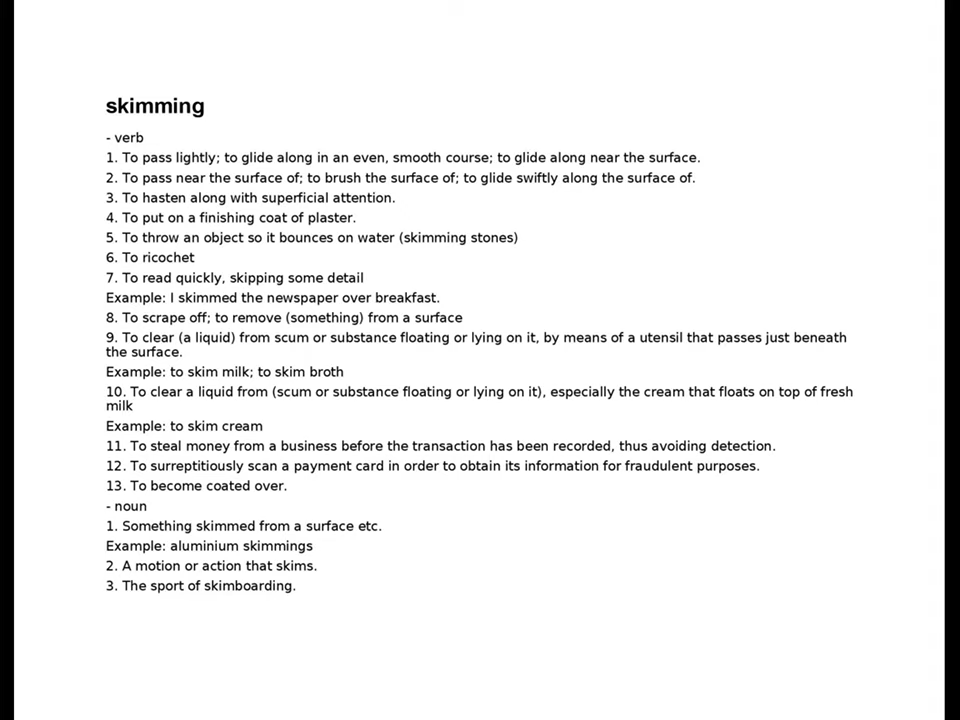 skimming
- verb
1. To pass lightly; to glide along in an even, smooth course; to glide along near the surface.
2. To pass near the surface of; to brush the surface of; to glide swiftly along the surface of.
3. To hasten along with superficial attention.
4. To put on a finishing coat of plaster.
5. To throw an object so it bounces on water (skimming stones)
6. To ricochet
7. To read quickly, skipping some detail
Example: I skimmed the newspaper over breakfast.
8. To scrape off; to remove (something) from a surface
9. To clear (a liquid) from scum or substance floating or lying on it, by means of a utensil that passes just beneath
the surface.
Example: to skim milk; to skim broth
10. To clear a liquid from (scum or substance floating or lying on it), especially the cream that floats on top of fresh
milk
Example: to skim cream
11. To steal money from a business before the transaction has been recorded, thus avoiding detection.
12. To surreptitiously scan a payment card in order to obtain its information for fraudulent purposes.
13. To become coated over.
- noun
1. Something skimmed from a surface etc.
Example: aluminium skimmings
2. A motion or action that skims.
3. The sport of skimboarding.